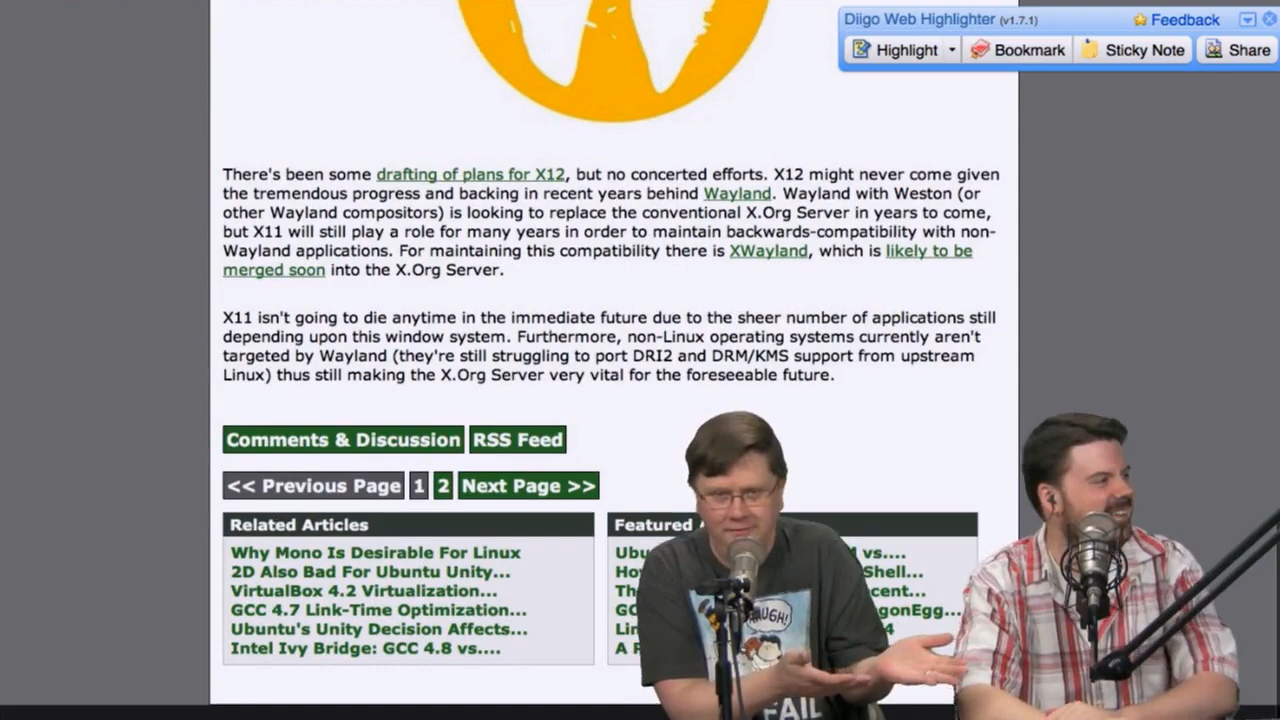 Diigo Web Highlighter (v1.7.1)
Feedback
Highlight
Bookmark
Sticky Note
Share
There's been some drafting of plans for X12, but no concerted efforts. X12 might never come given
the tremendous progress and backing in recent years behind Wayland. Wayland with Weston (or
other Wayland compositors) is looking to replace the conventional X.Org Server in years to come,
but X11 will still play a role for many years in order to maintain backwards-compatibility with non-
Wayland applications. For maintaining this compatibility there is XWayland, which is likely to be
merged soon into the X.Org Server.
X11 isn't going to die anytime in the immediate future due to the sheer number of applications still
depending upon this window system. Furthermore, non-Linux operating systems currently aren't
targeted by Wayland (they're still struggling to port DRI2 and DRM/KMS support from upstream
Linux) thus still making the X.Org Server very vital for the foreseeable future.
Comments & Discussion RSS Feed
<< Previous Page 1 2 Next Page >>
Related Articles
Why Mono Is Desirable For Linux
2D Also Bad For Ubuntu Unity...
VirtualBox 4.2 Virtualization...
GCC 4.7 Link-Time Optimization...
Ubuntu's Unity Decision Affects...
Intel Ivy Bridge: GCC 4.8 vs....
Featured
vs....
AAUGH!
FAIL